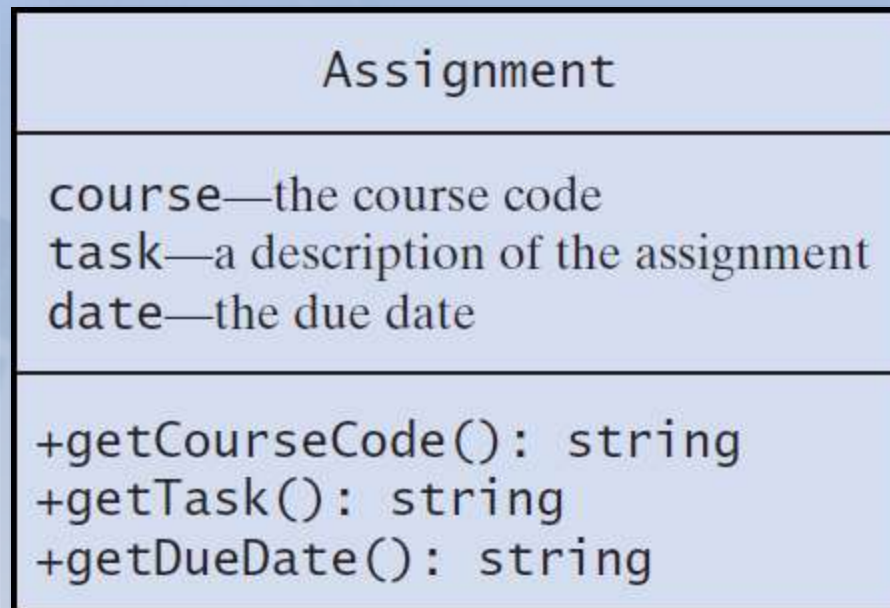 Assignment
course—the course code
task—a description of the assignment
date—the due date
+getCourseCode(): string
+getTask(): string
+getDueDate(): string